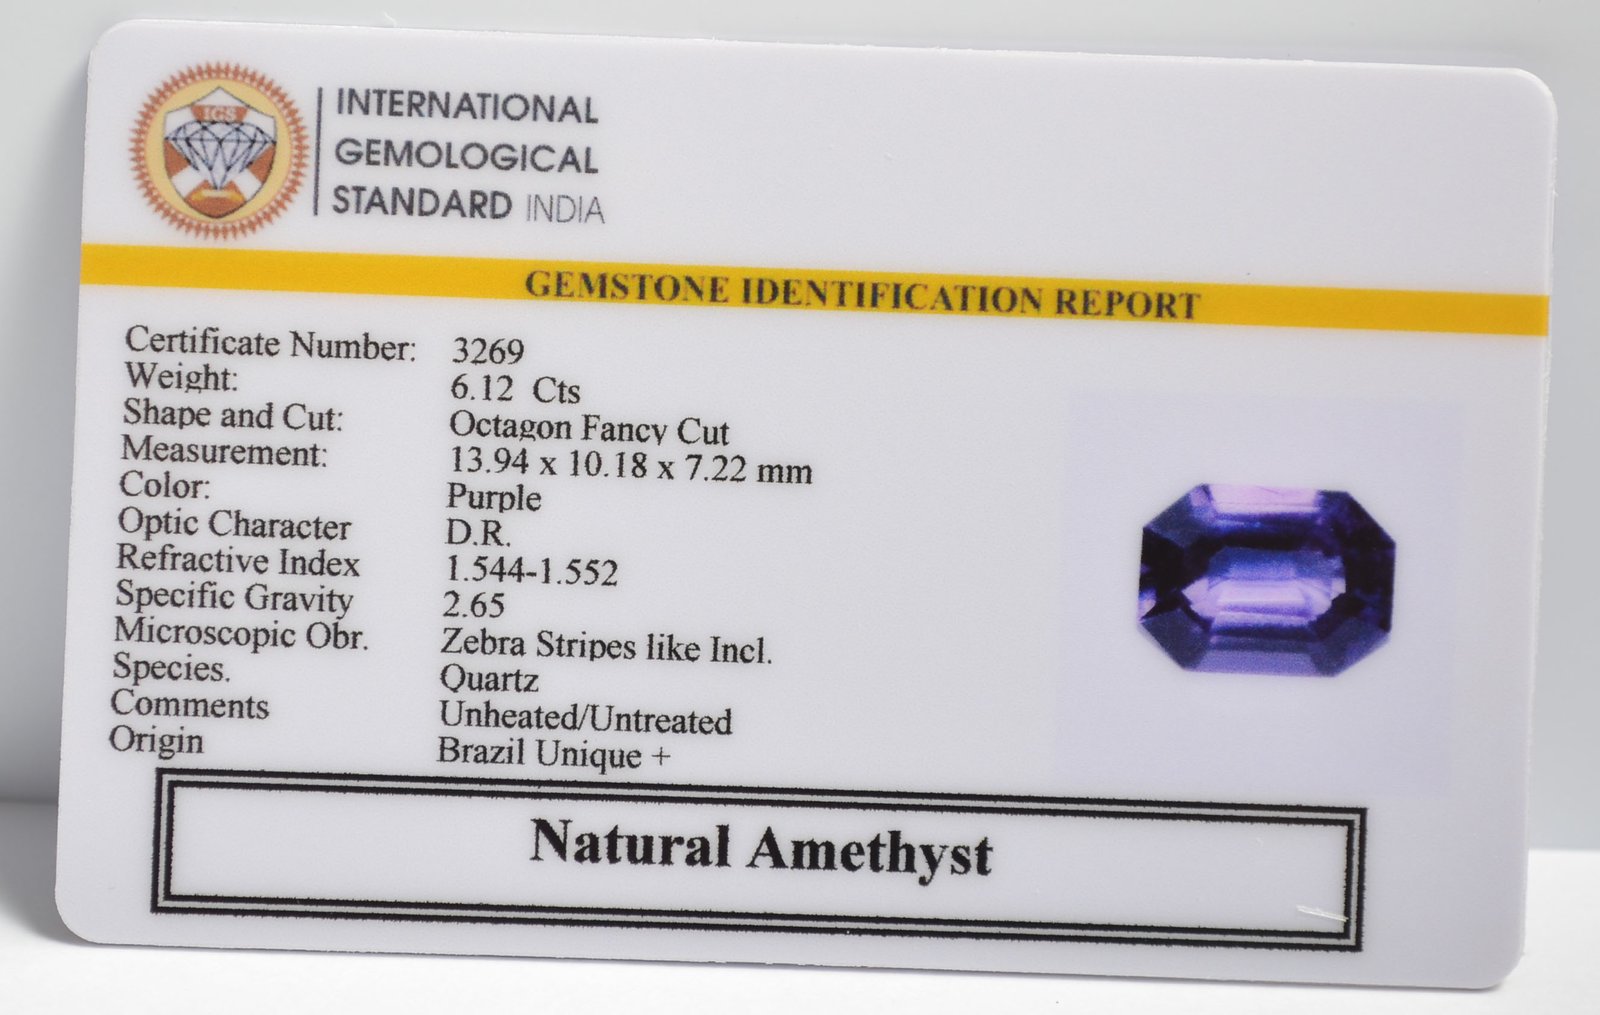 IGS
INTERNATIONAL
GEMOLOGICAL
STANDARD INDIA
GEMSTONE IDENTIFICATION REPORT
Certificate Number: 3269
Weight: 6.12 Cts
Shape and Cut: Octagon Fancy Cut
Measurement: 13.94 x 10.18 x 7.22 mm
Color: Purple
Optic Character D.R.
Refractive Index 1.544-1.552
Specific Gravity 2.65
Microscopic Obr. Zebra Stripes like Incl.
Species. Quartz
Comments Unheated/Untreated
Origin Brazil Unique +
Natural Amethyst